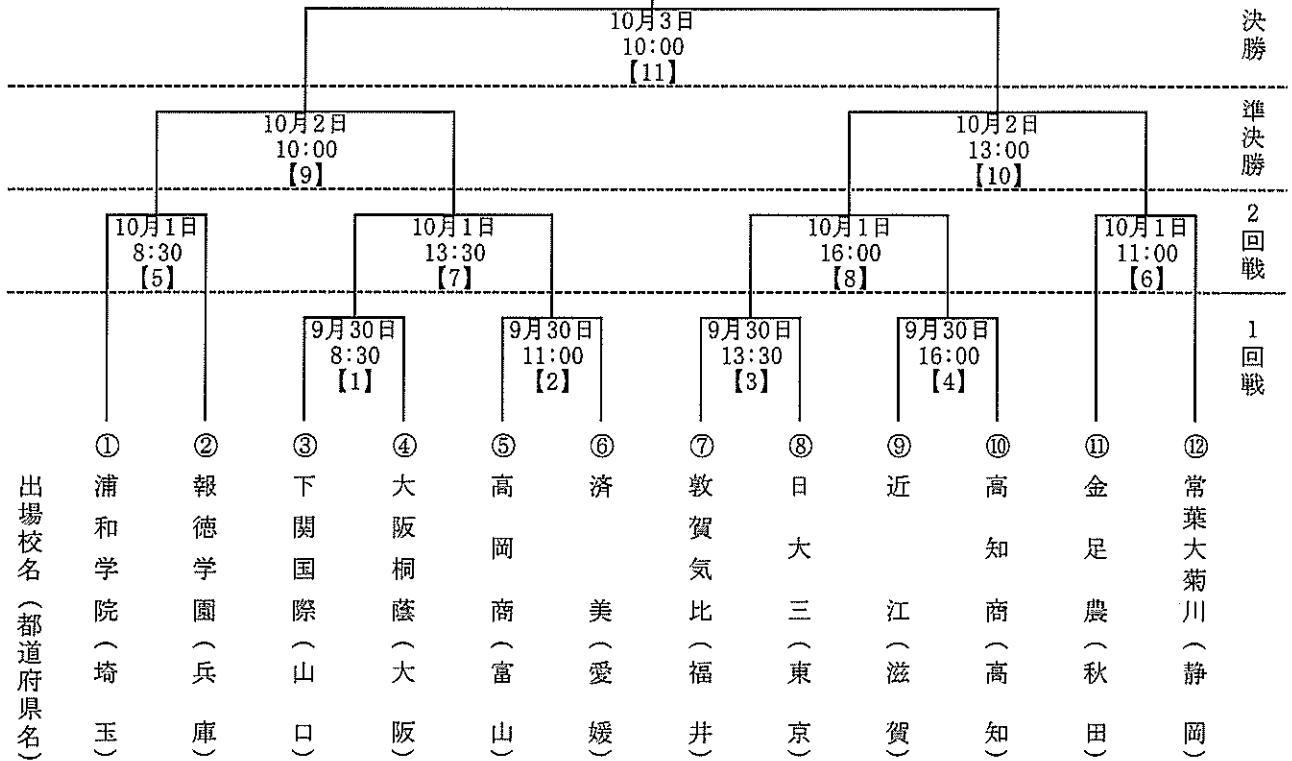 10月3日
10:00
【11】
決勝
10月2日
10:00
【9】
10月2日
13:00
【10】
準決勝
10月1日
8:30
【5】
10月1日
13:30
【7】
10月1日
16:00
【8】
10月1日
11:00
【6】
2回戦
9月30日
8:30
【1】
9月30日
11:00
【2】
9月30日
13:30
【3】
9月30日
16:00
【4】
1回戦
出場校名(都道府県名)
① 浦和学院(埼玉)
② 報徳学園(兵庫)
③ 下関国際(山口)
④ 大阪桐蔭(大阪)
⑤ 高岡商(富山)
⑥ 済美(愛媛)
⑦ 敦賀気比(福井)
⑧ 日大三(東京)
⑨ 近江(滋賀)
⑩ 高知商(高知)
⑪ 金足農(秋田)
⑫ 常葉大菊川(静岡)